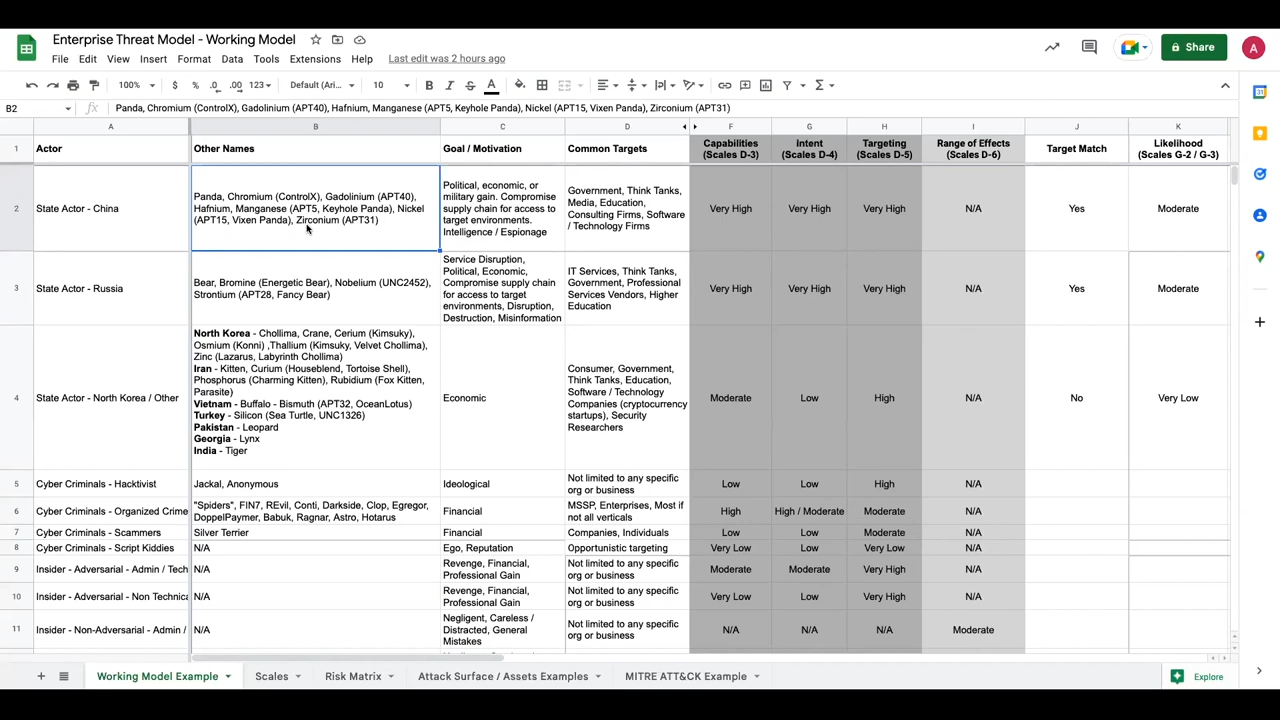 Enterprise Threat Model - Working Model
File Edit View Insert Format Data Tools Extensions Help Last edit was 2 hours ago
Share
A
100% $ % .0 .00 123 Default (Ari... 10 B I S A
31
B2 fx Panda, Chromium (ControlX), Gadolinium (APT40), Hafnium, Manganese (APT5, Keyhole Panda), Nickel (APT15, Vixen Panda), Zirconium (APT31)
A B C D F G H I J K
1 Actor Other Names Goal / Motivation Common Targets Capabilities (Scales D-3) Intent (Scales D-4) Targeting (Scales D-5) Range of Effects (Scales D-6) Target Match Likelihood (Scales G-2 / G-3)
2 State Actor - China
Panda, Chromium (ControlX), Gadolinium (APT40),
Hafnium, Manganese (APT5, Keyhole Panda), Nickel
(APT15, Vixen Panda), Zirconium (APT31)
Political, economic, or
military gain. Compromise
supply chain for access to
target environments.
Intelligence / Espionage
Government, Think Tanks,
Media, Education,
Consulting Firms, Software
/ Technology Firms
Very High Very High Very High N/A Yes Moderate
3 State Actor - Russia
Bear, Bromine (Energetic Bear), Nobelium (UNC2452),
Strontium (APT28, Fancy Bear)
Service Disruption,
Political, Economic,
Compromise supply chain
for access to target
environments, Disruption,
Destruction, Misinformation
IT Services, Think Tanks,
Government, Professional
Services Vendors, Higher
Education
Very High Very High Very High N/A Yes Moderate
4 State Actor - North Korea / Other
North Korea - Chollima, Crane, Cerium (Kimsuky),
Osmium (Konni) ,Thallium (Kimsuky, Velvet Chollima),
Zinc (Lazarus, Labyrinth Chollima)
Iran - Kitten, Curium (Houseblend, Tortoise Shell),
Phosphorus (Charming Kitten), Rubidium (Fox Kitten,
Parasite)
Vietnam - Buffalo - Bismuth (APT32, OceanLotus)
Turkey - Silicon (Sea Turtle, UNC1326)
Pakistan - Leopard
Georgia - Lynx
India - Tiger
Economic
Consumer, Government,
Think Tanks, Education,
Software / Technology
Companies (cryptocurrency
startups), Security
Researchers
Moderate Low High N/A No Very Low
5 Cyber Criminals - Hacktivist
Jackal, Anonymous
Ideological
Not limited to any specific
org or business
Low Low High N/A
6 Cyber Criminals - Organized Crime
"Spiders", FIN7, REvil, Conti, Darkside, Clop, Egregor,
DoppelPaymer, Babuk, Ragnar, Astro, Hotarus
Financial
MSSP, Enterprises, Most if
not all verticals
High High / Moderate Moderate N/A
7 Cyber Criminals - Scammers Silver Terrier Financial Companies, Individuals Low Low Moderate N/A
8 Cyber Criminals - Script Kiddies N/A Ego, Reputation Opportunistic targeting Very Low Low Very Low N/A
9 Insider - Adversarial - Admin / Tech N/A
Revenge, Financial,
Professional Gain
Not limited to any specific
org or business
Moderate Moderate Very High N/A
10 Insider - Adversarial - Non Technica N/A
Revenge, Financial,
Professional Gain
Not limited to any specific
org or business
Very Low Low Very High N/A
11 Insider - Non-Adversarial - Admin / N/A
Negligent, Careless /
Distracted, General
Mistakes
Not limited to any specific
org or business
N/A N/A N/A Moderate
Working Model Example Scales Risk Matrix Attack Surface / Assets Examples MITRE ATT&CK Example Explore